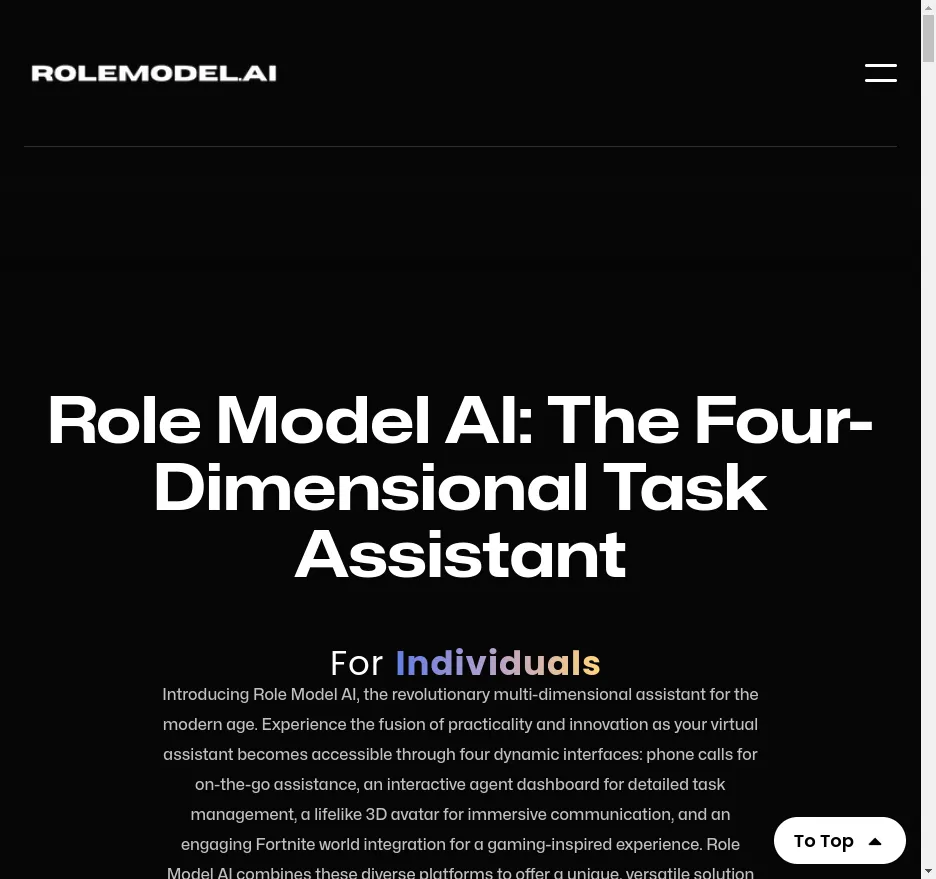 ROLEMODEL.AI
Role Model AI: The Four-
Dimensional Task
Assistant
For Individuals
Introducing Role Model AI, the revolutionary multi-dimensional assistant for the
modern age. Experience the fusion of practicality and innovation as your virtual
assistant becomes accessible through four dynamic interfaces: phone calls for
on-the-go assistance, an interactive agent dashboard for detailed task
management, a lifelike 3D avatar for immersive communication, and an
engaging Fortnite world integration for a gaming-inspired experience. Role
Model AI combines these diverse platforms to offer a unique, versatile solution
To Top